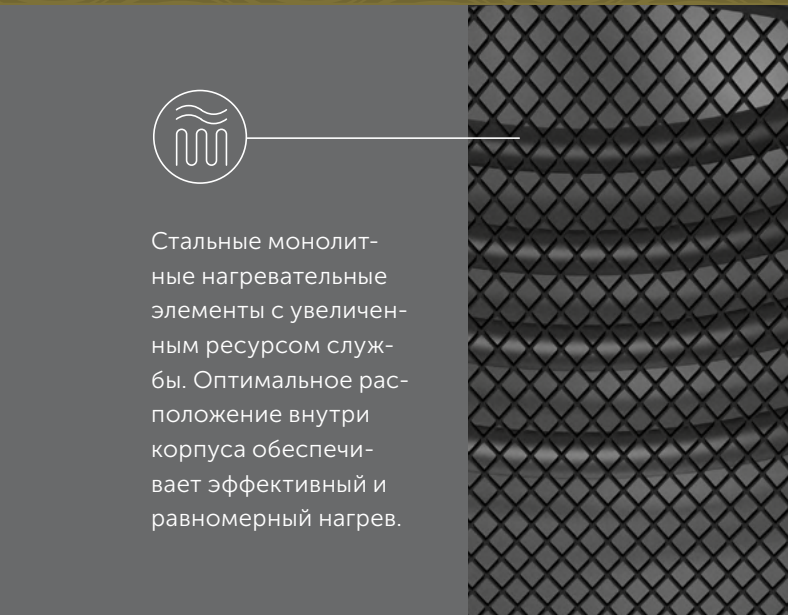 Стальные монолит-
ные нагревательные
элементы с увеличен-
ным ресурсом служ-
бы. Оптимальное рас-
положение внутри
корпуса обеспечи-
вает эффективный и
равномерный нагрев.